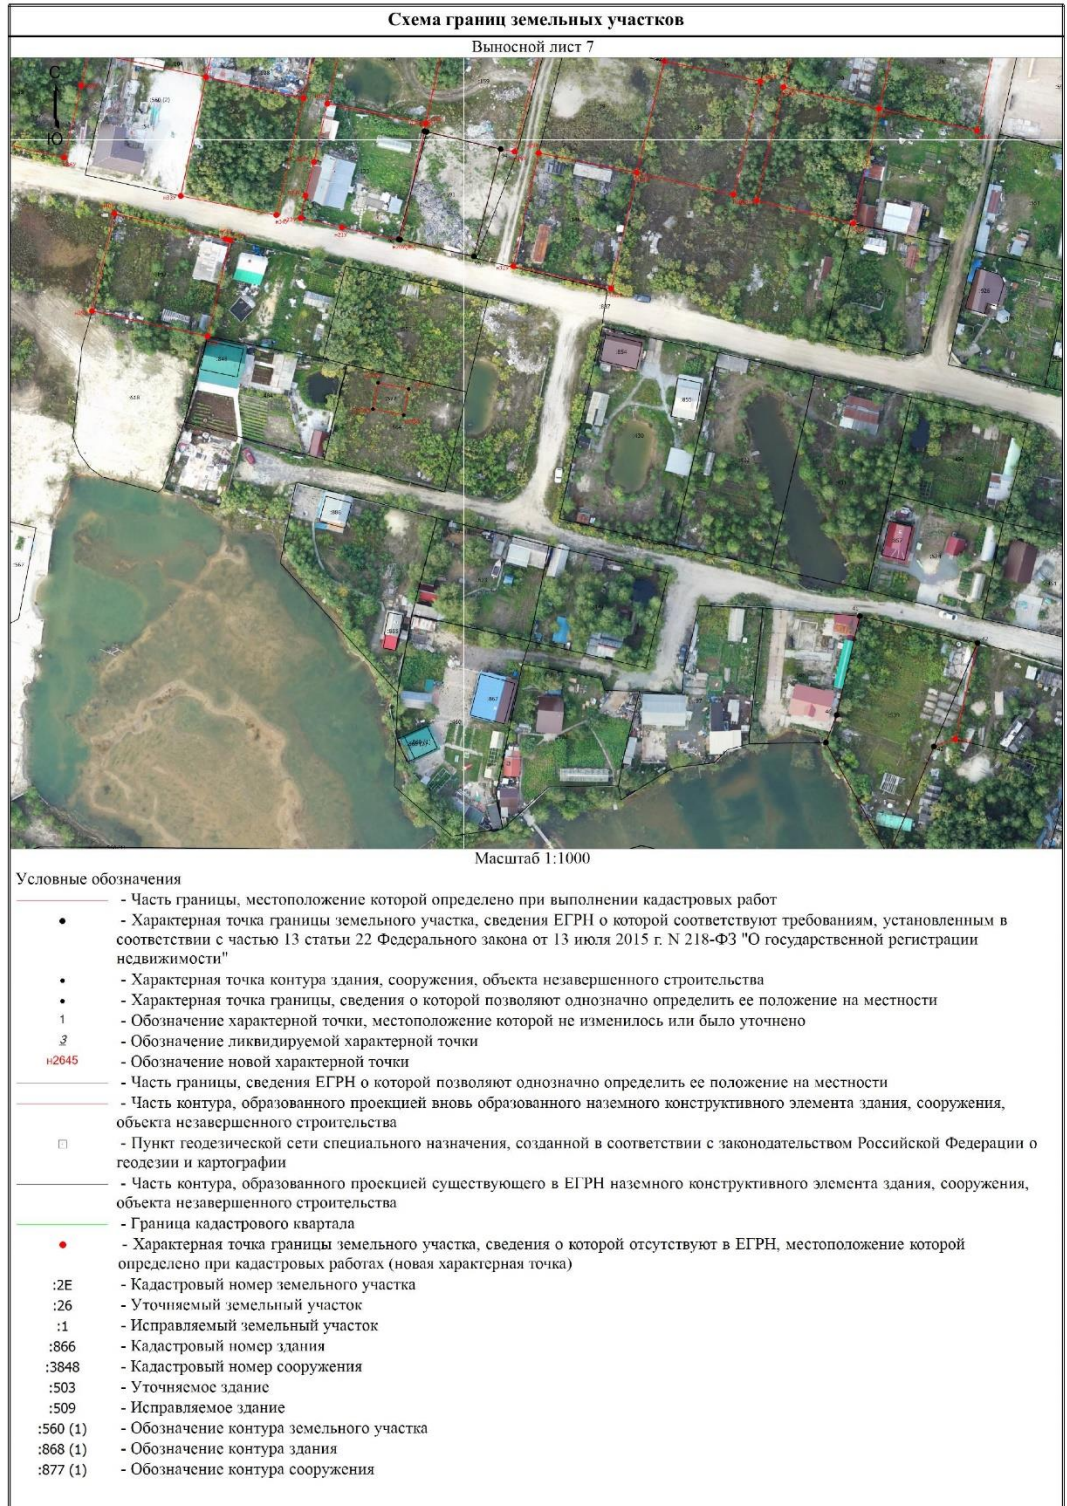 Схема границ земельных участков
Выносной лист 7
С
Ю
:560 (2)
:887
:526
:894
:430
:567
:886
:867
Масштаб 1:1000
Условные обозначения
- Часть границы, местоположение которой определено при выполнении кадастровых работ
- Характерная точка границы земельного участка, сведения ЕГРН о которой соответствуют требованиям, установленным в
соответствии с частью 13 статьи 22 Федерального закона от 13 июля 2015 г. N 218-ФЗ "О государственной регистрации
недвижимости"
- Характерная точка контура здания, сооружения, объекта незавершенного строительства
- Характерная точка границы, сведения о которой позволяют однозначно определить ее положение на местности
1 - Обозначение характерной точки, местоположение которой не изменилось или было уточнено
3 - Обозначение ликвидируемой характерной точки
н2645 - Обозначение новой характерной точки
- Часть границы, сведения ЕГРН о которой позволяют однозначно определить ее положение на местности
- Часть контура, образованного проекцией вновь образованного наземного конструктивного элемента здания, сооружения,
объекта незавершенного строительства
- Пункт геодезической сети специального назначения, созданной в соответствии с законодательством Российской Федерации о
геодезии и картографии
- Часть контура, образованного проекцией существующего в ЕГРН наземного конструктивного элемента здания, сооружения,
объекта незавершенного строительства
- Граница кадастрового квартала
- Характерная точка границы земельного участка, сведения о которой отсутствуют в ЕГРН, местоположение которой
определено при кадастровых работах (новая характерная точка)
:2E - Кадастровый номер земельного участка
:26 - Уточняемый земельный участок
:1 - Исправляемый земельный участок
:866 - Кадастровый номер здания
:3848 - Кадастровый номер сооружения
:503 - Уточняемое здание
:509 - Исправляемое здание
:560 (1) - Обозначение контура земельного участка
:868 (1) - Обозначение контура здания
:877 (1) - Обозначение контура сооружения